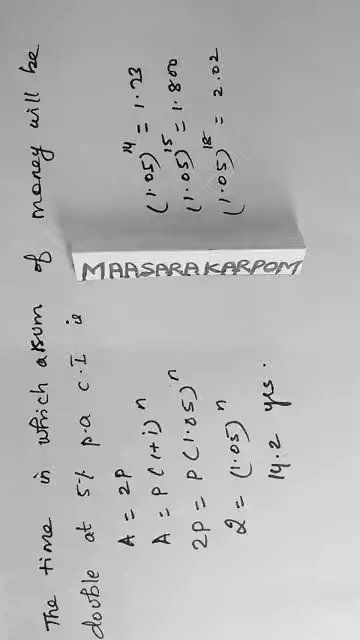 The time in which a sum of money will be
double at 5% p.a C.I is
A = 2P
A = P(1+i)^n
2P = P(1.05)^n
2 = (1.05)^n
14.2 yrs.
MAASARAKARPOM
(1.05)^14 = 1.73
(1.05)^15 = 1.800
(1.05)^18 = 2.02